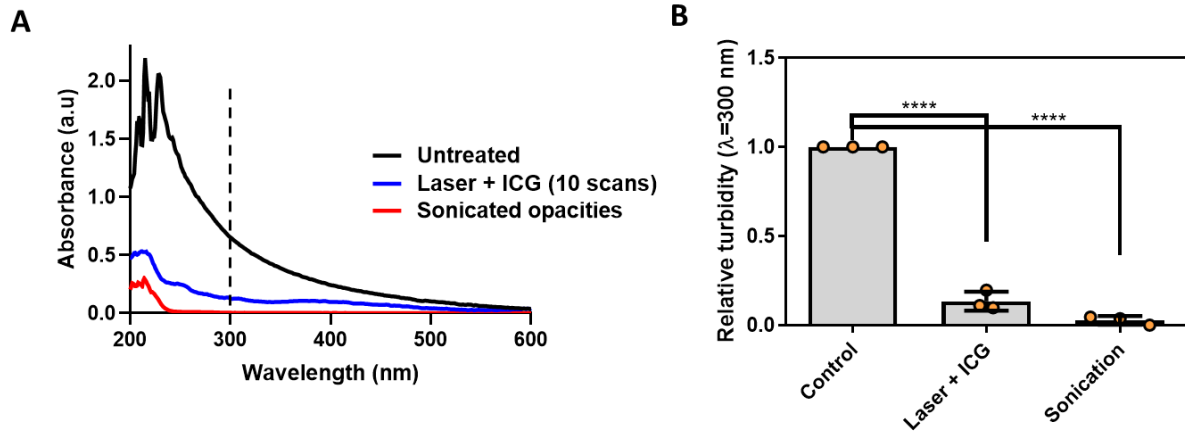 A
Absorbance (a.u)
2.0
1.5
1.0
0.5
0.0
200
300
400
500
600
Wavelength (nm)
Untreated
Laser + ICG (10 scans)
Sonicated opacities
B
Relative turbidity (λ=300 nm)
1.5
1.0
0.5
0.0
****
****
Control
Laser + ICG
Sonication